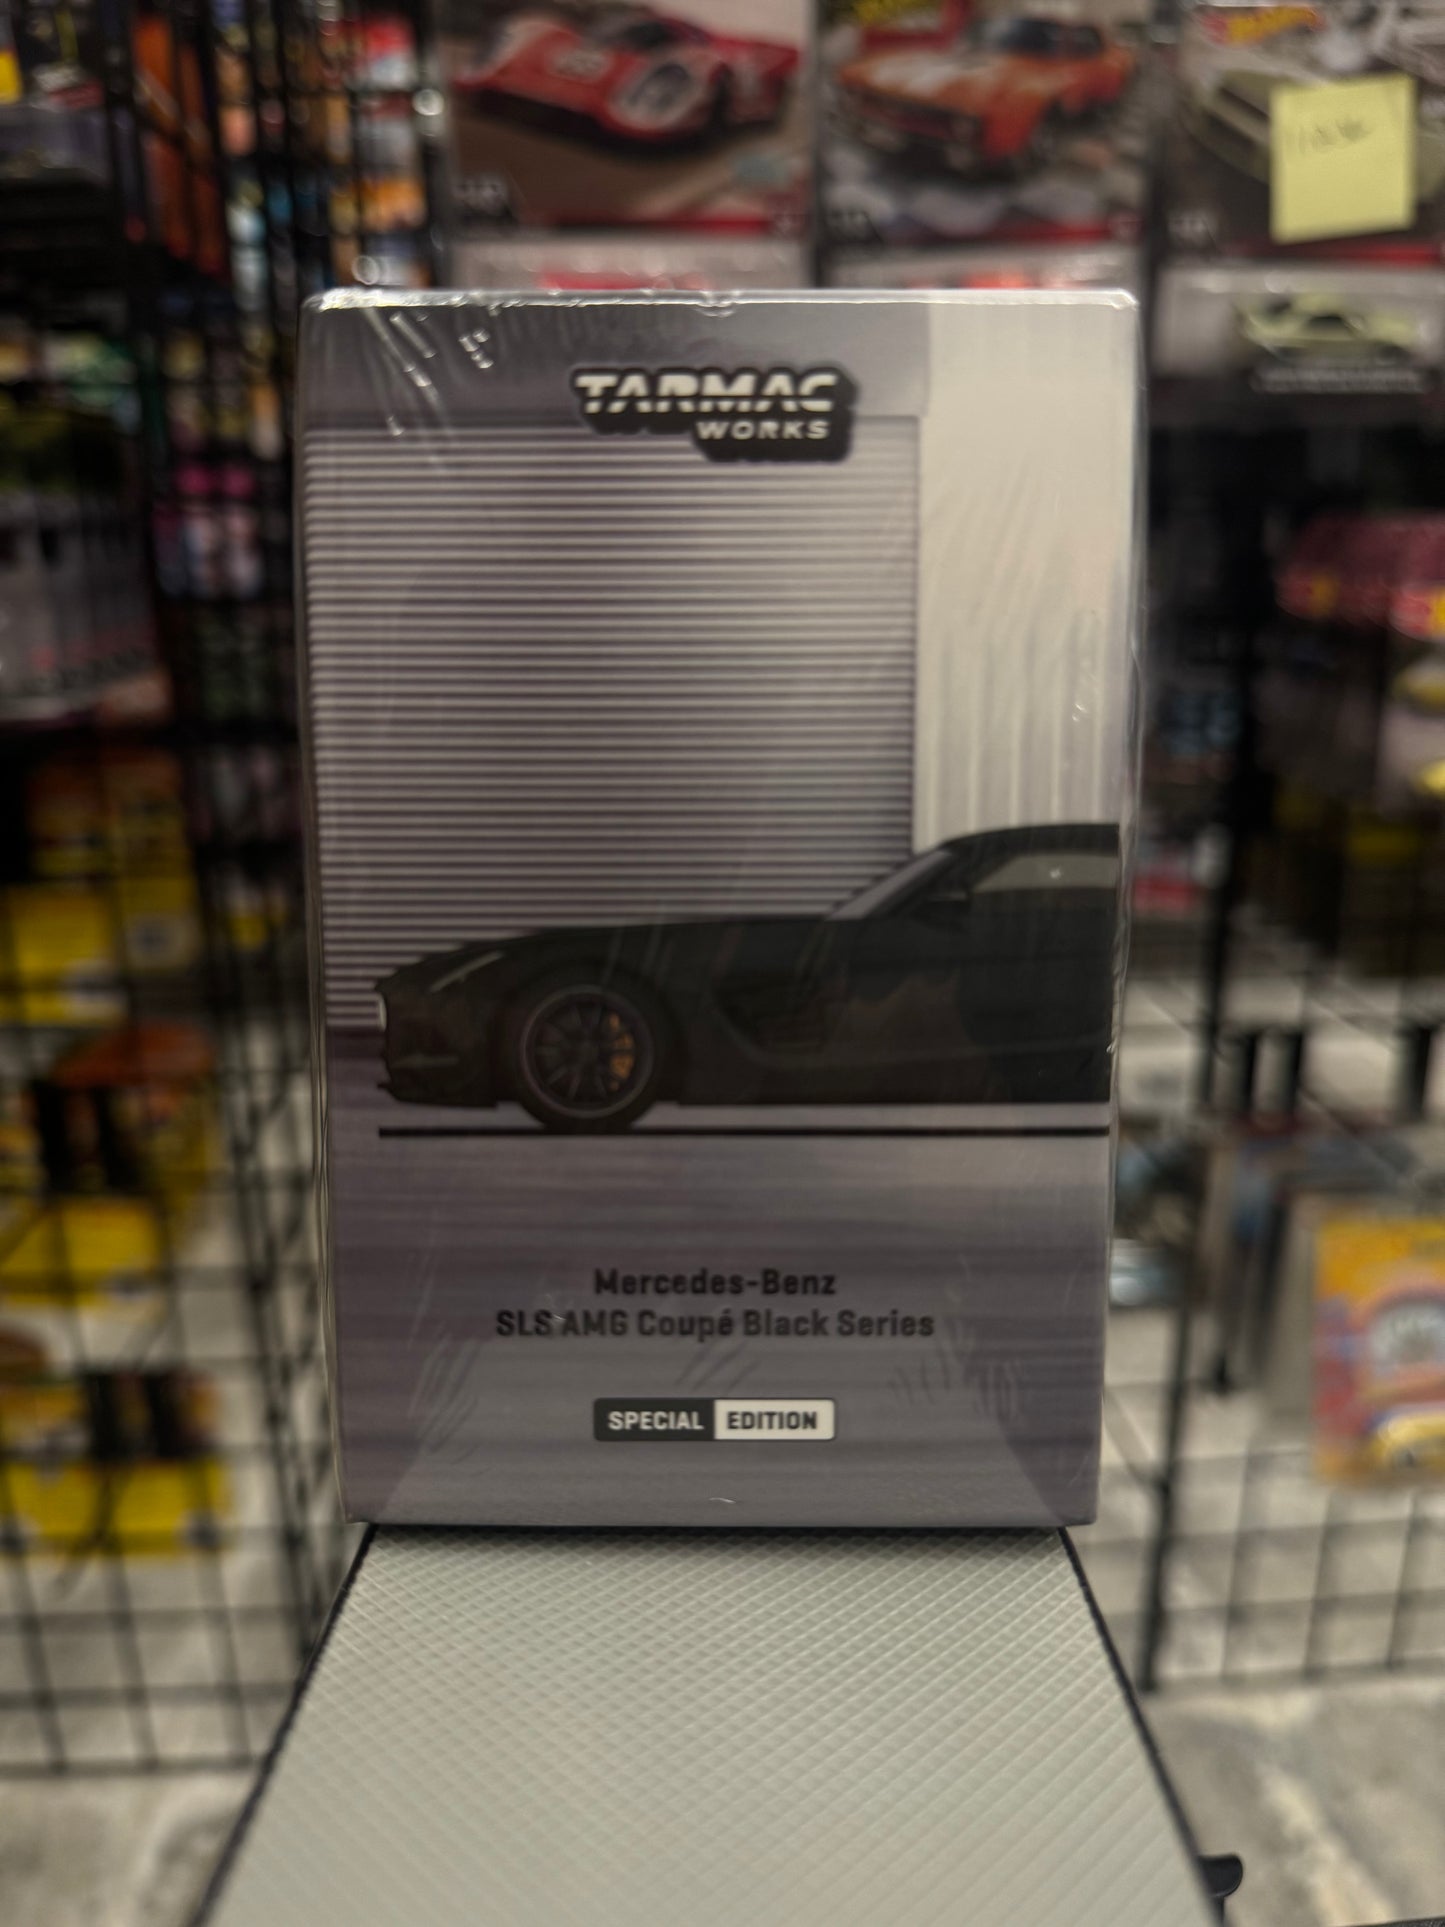 TARMAC
WORKS
Mercedes-Benz
SLS AMG Coupé Black Series
SPECIAL EDITION